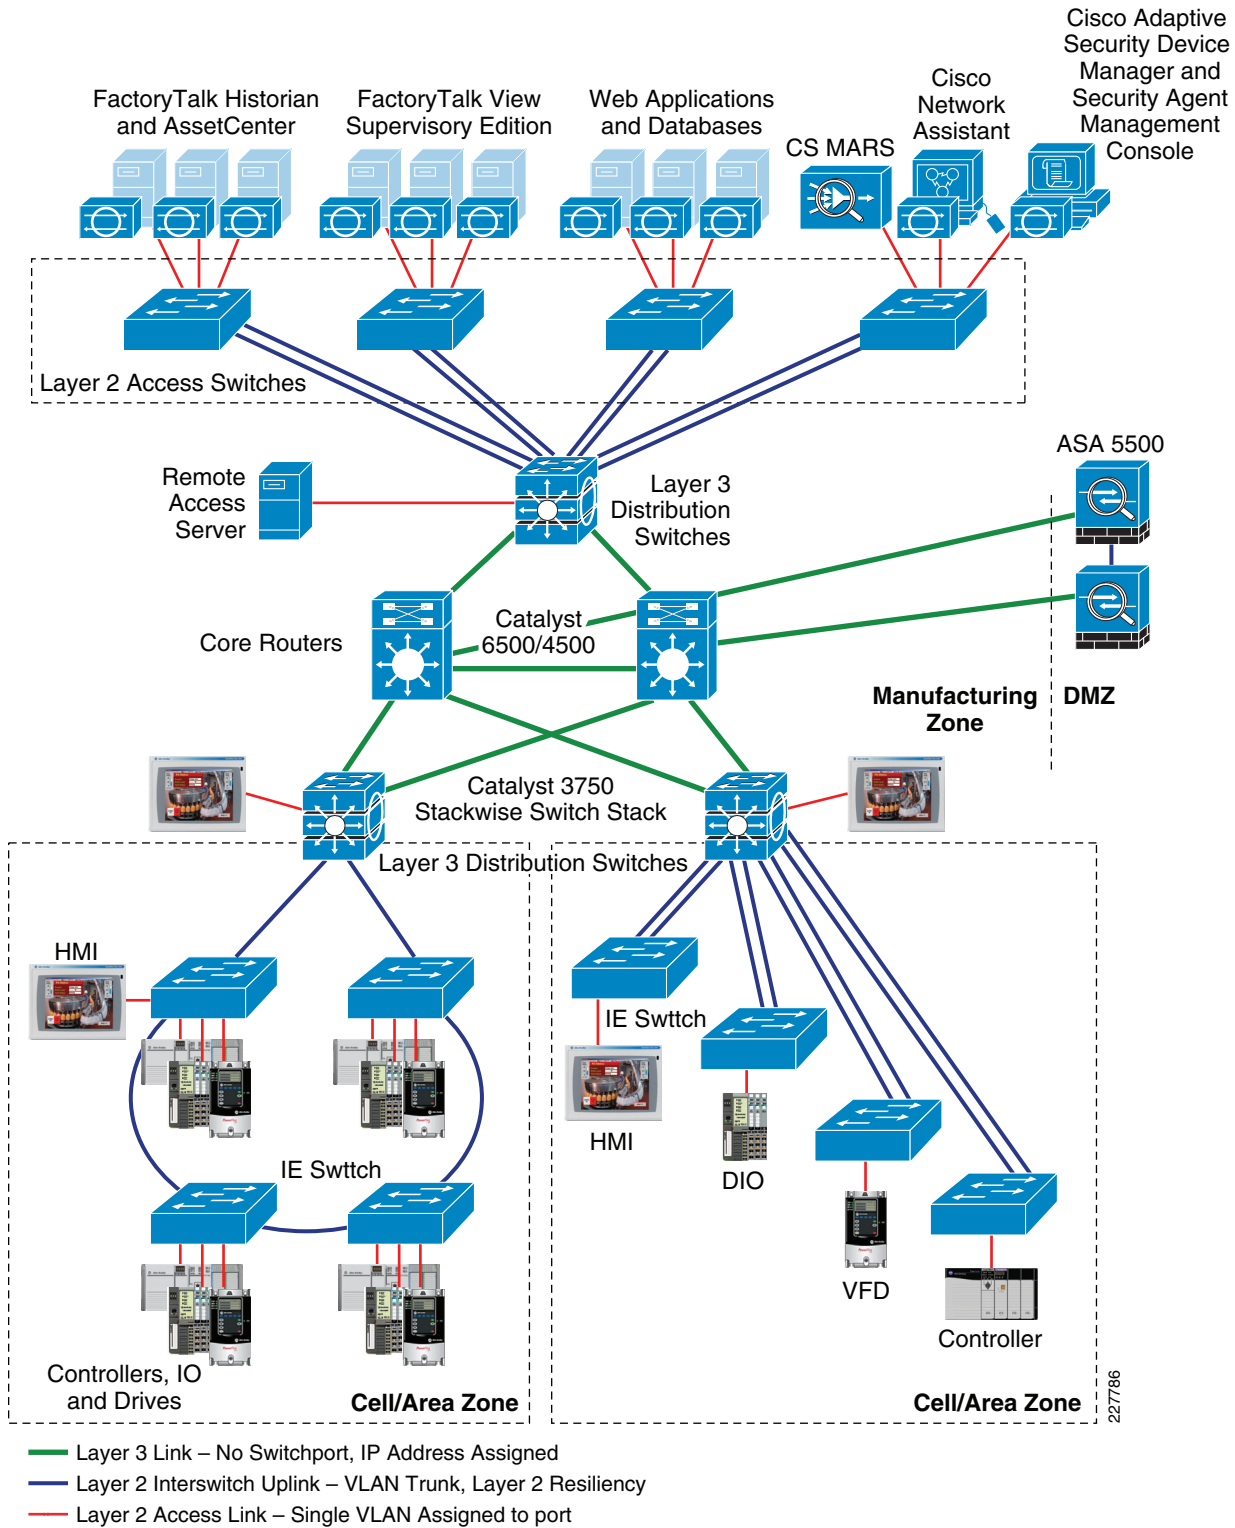 Cisco Adaptive
Security Device
Manager and
Security Agent
Management
Console
FactoryTalk Historian
and AssetCenter
FactoryTalk View
Supervisory Edition
Web Applications
and Databases
CS MARS
Cisco
Network
Assistant
Layer 2 Access Switches
Remote
Access
Server
Layer 3
Distribution
Switches
ASA 5500
Core Routers
Catalyst
6500/4500
Manufacturing
Zone
DMZ
Catalyst 3750
Stackwise Switch Stack
Layer 3 Distribution Switches
HMI
IE Swttch
Controllers, IO
and Drives
Cell/Area Zone
IE Swttch
HMI
DIO
VFD
Controller
Cell/Area Zone
227786
Layer 3 Link – No Switchport, IP Address Assigned
Layer 2 Interswitch Uplink – VLAN Trunk, Layer 2 Resiliency
Layer 2 Access Link – Single VLAN Assigned to port